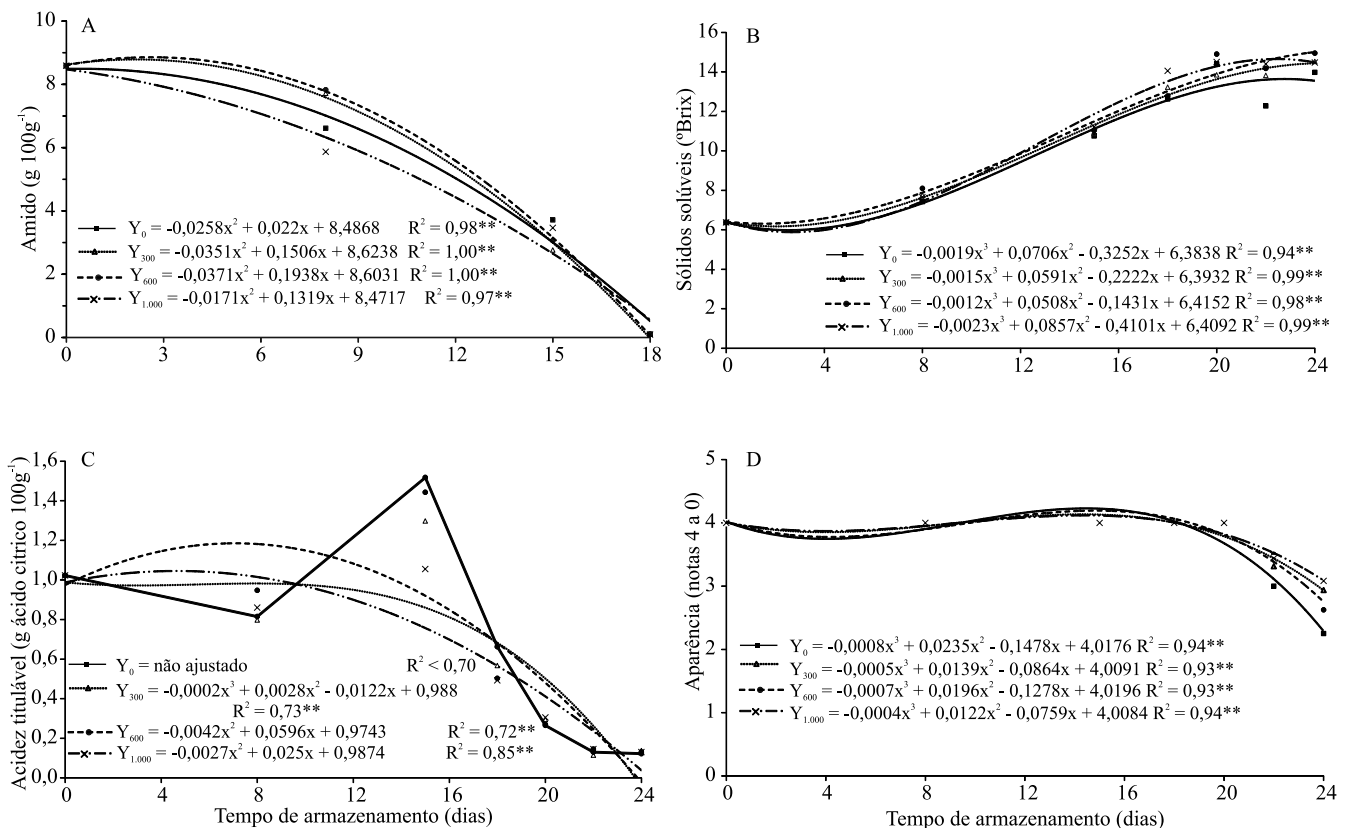 A
Amido (g 100g⁻¹)
10
8
6
4
2
0
Y₀ = -0,0258x² + 0,022x + 8,4868 R² = 0,98**
Y₃₀₀ = -0,0351x² + 0,1506x + 8,6238 R² = 1,00**
Y₆₀₀ = -0,0371x² + 0,1938x + 8,6031 R² = 1,00**
Y₁.₀₀₀ = -0,0171x² + 0,1319x + 8,4717 R² = 0,97**
0 3 6 9 12 15 18
B
Sólidos solúveis (ºBrix)
16
14
12
10
8
6
4
2
0
Y₀ = -0,0019x³ + 0,0706x² - 0,3252x + 6,3838 R² = 0,94**
Y₃₀₀ = -0,0015x³ + 0,0591x² - 0,2222x + 6,3932 R² = 0,99**
Y₆₀₀ = -0,0012x³ + 0,0508x² - 0,1431x + 6,4152 R² = 0,98**
Y₁.₀₀₀ = -0,0023x³ + 0,0857x² - 0,4101x + 6,4092 R² = 0,99**
0 4 8 12 16 20 24
C
Acidez titulável (g ácido cítrico 100g⁻¹)
1,6
1,4
1,2
1,0
0,8
0,6
0,4
0,2
0,0
Y₀ = não ajustado R² < 0,70
Y₃₀₀ = -0,0002x³ + 0,0028x² - 0,0122x + 0,988
R² = 0,73**
Y₆₀₀ = -0,0042x² + 0,0596x + 0,9743 R² = 0,72**
Y₁.₀₀₀ = -0,0027x² + 0,025x + 0,9874 R² = 0,85**
0 4 8 12 16 20 24
Tempo de armazenamento (dias)
D
Aparência (notas 4 a 0)
5
4
3
2
1
0
Y₀ = -0,0008x³ + 0,0235x² - 0,1478x + 4,0176 R² = 0,94**
Y₃₀₀ = -0,0005x³ + 0,0139x² - 0,0864x + 4,0091 R² = 0,93**
Y₆₀₀ = -0,0007x³ + 0,0196x² - 0,1278x + 4,0196 R² = 0,93**
Y₁.₀₀₀ = -0,0004x³ + 0,0122x² - 0,0759x + 4,0084 R² = 0,94**
0 4 8 12 16 20 24
Tempo de armazenamento (dias)